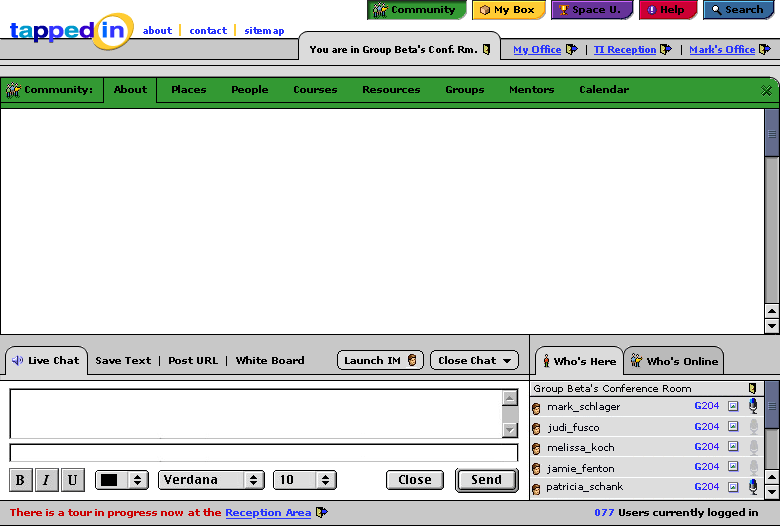 Community My Box Space U. Help Search
tappedin about | contact | sitemap
You are in Group Beta's Conf. Rm. My Office | TI Reception | Mark's Office
Community: About Places People Courses Resources Groups Mentors Calendar
Live Chat Save Text | Post URL | White Board Launch IM Close Chat Who's Here Who's Online
Group Beta's Conference Room
mark_schlager G204
judi_fusco G204
melissa_koch G204
jamie_fenton G204
patricia_schank G204
B I U Verdana 10 Close Send
There is a tour in progress now at the Reception Area 077 Users currently logged in